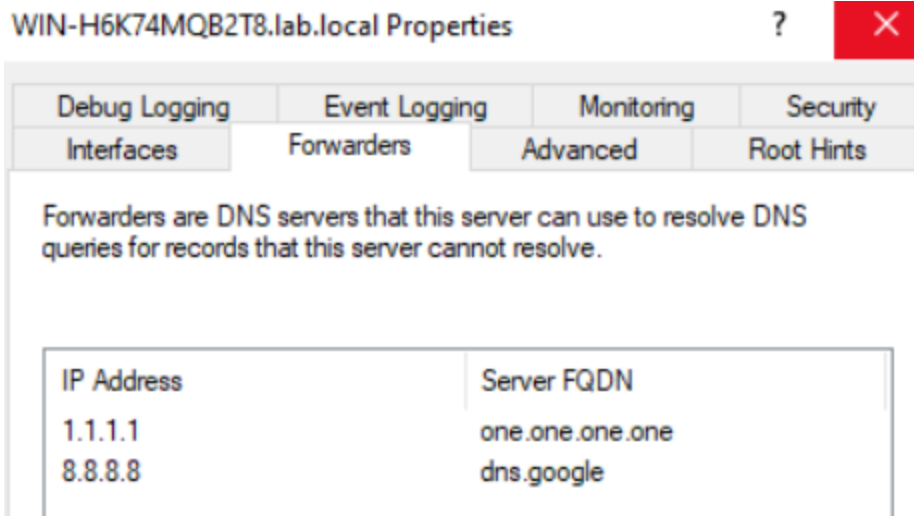 WIN-H6K74MQB2T8.lab.local Properties ?
Debug Logging Event Logging Monitoring Security
Interfaces Forwarders Advanced Root Hints
Forwarders are DNS servers that this server can use to resolve DNS
queries for records that this server cannot resolve.
IP Address Server FQDN
1.1.1.1 one.one.one.one
8.8.8.8 dns.google